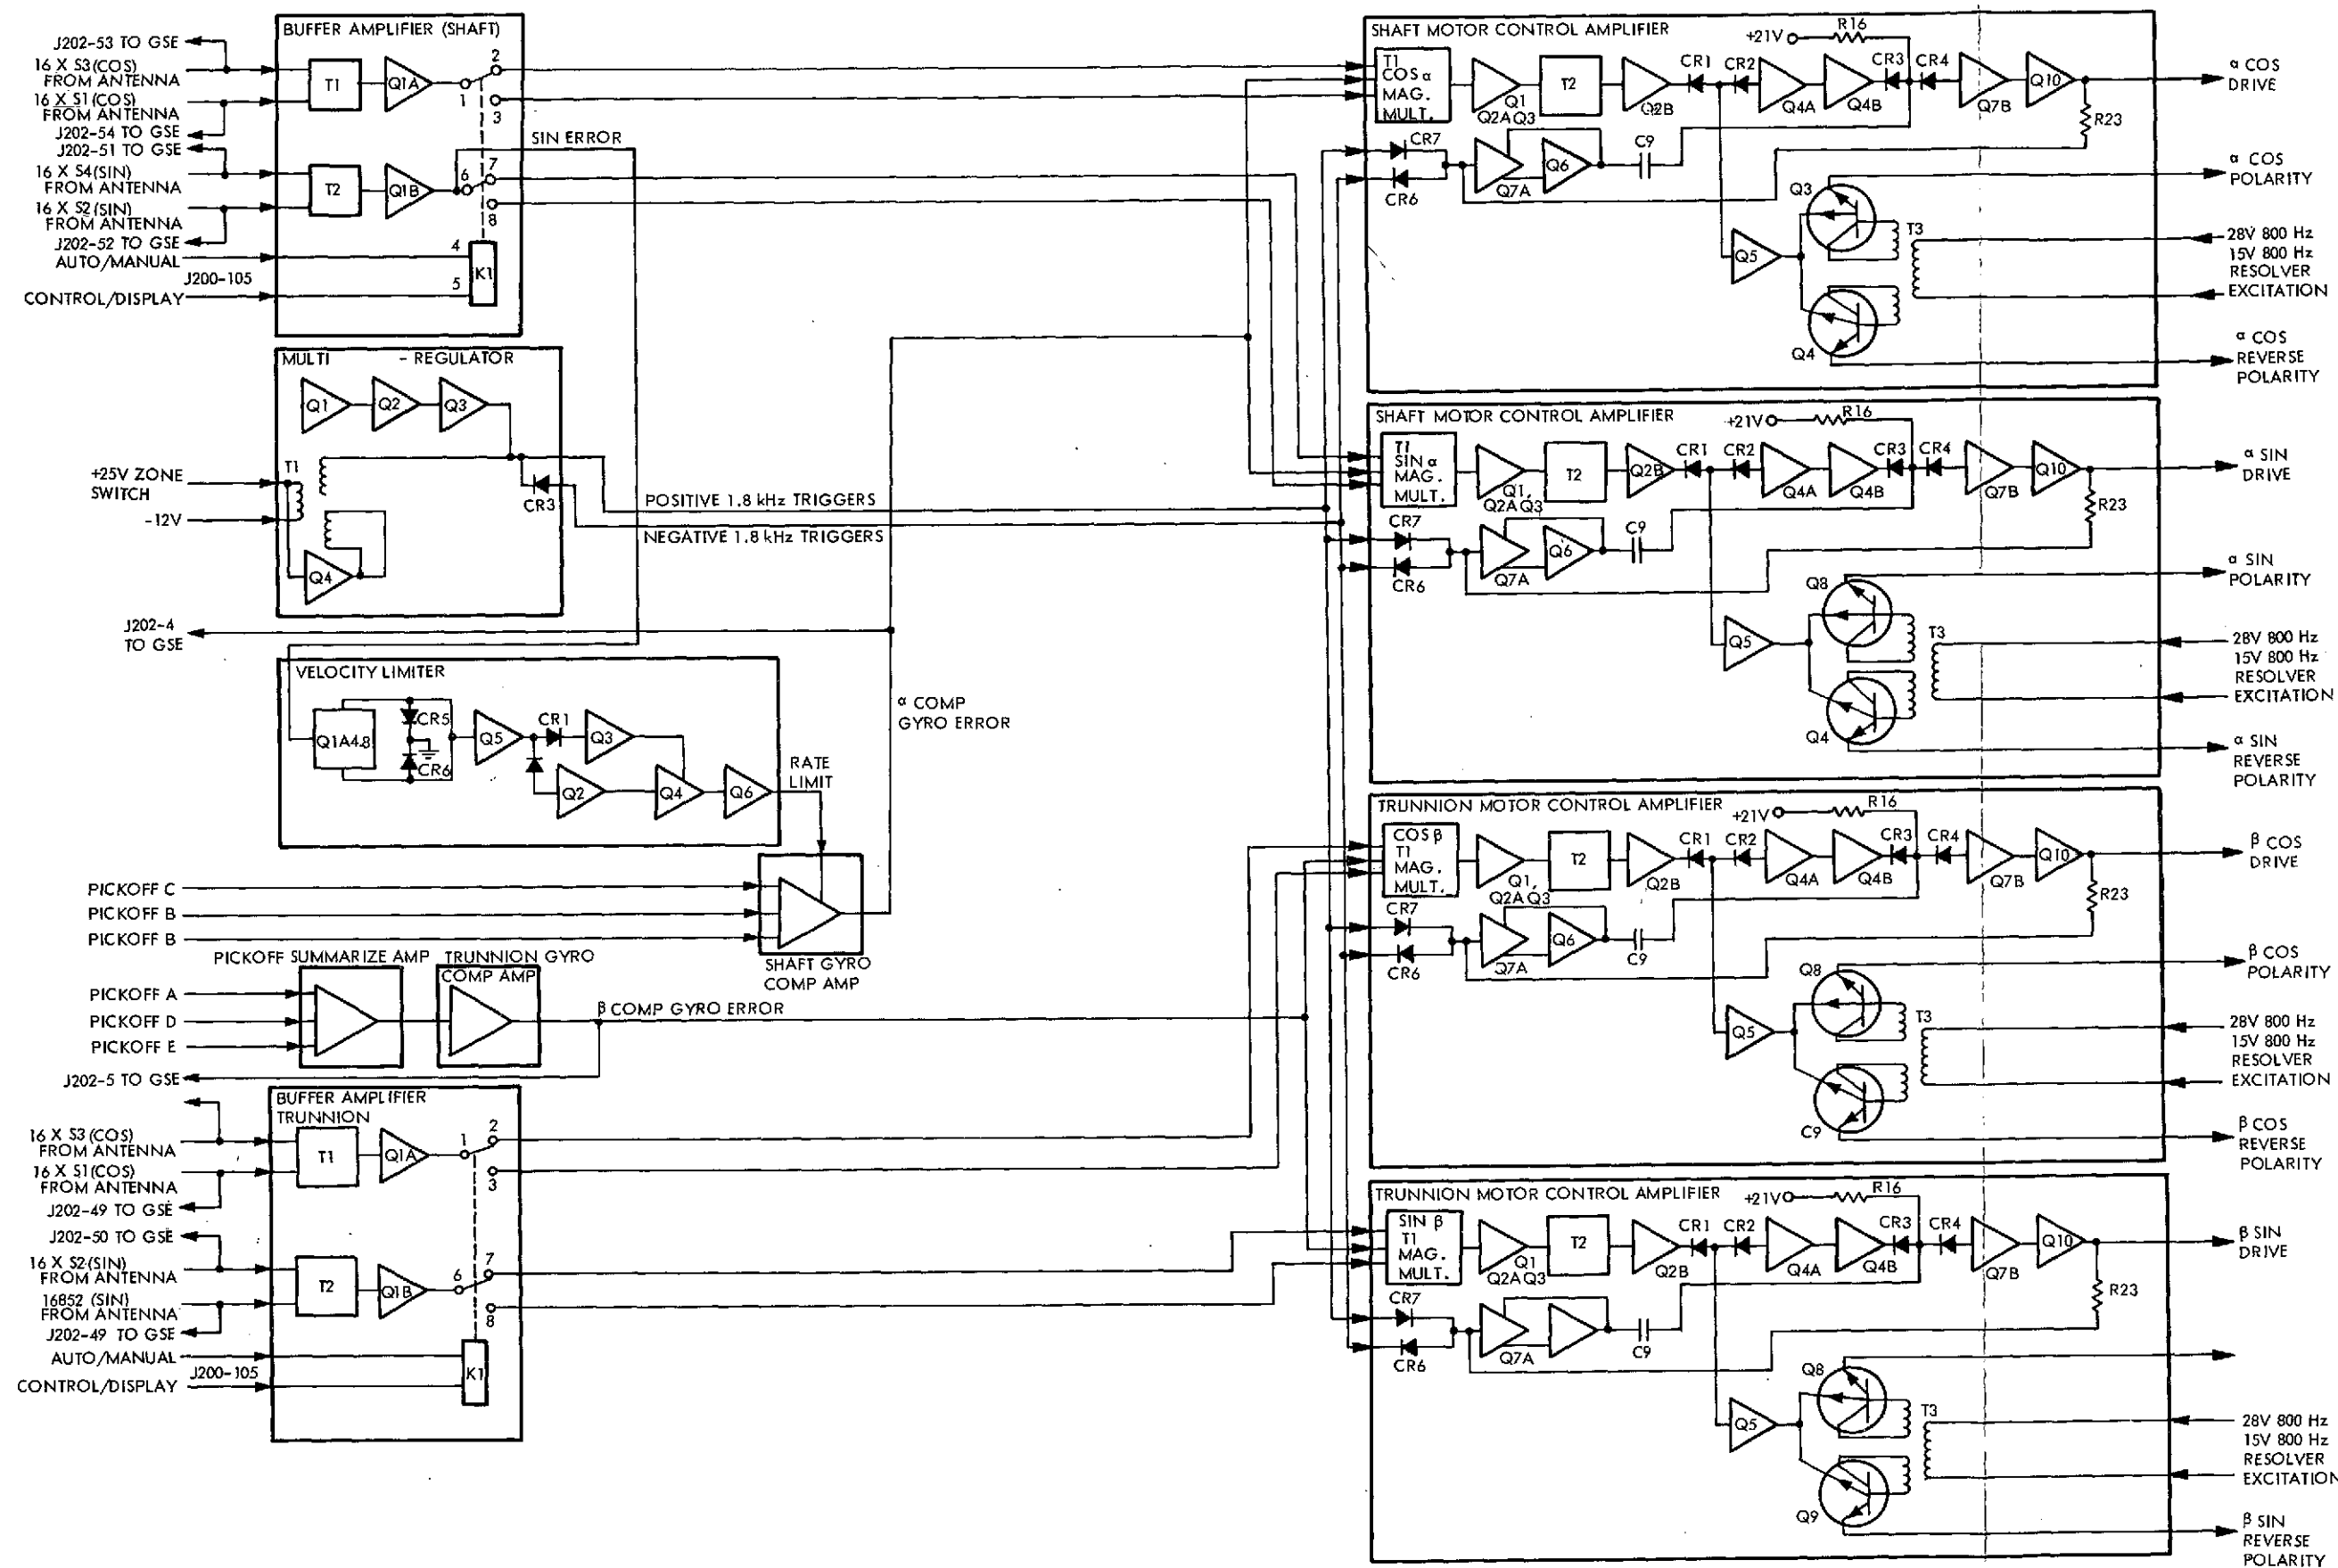 BUFFER AMPLIFIER (SHAFT)
J202-53 TO GSE
16 X S3(COS)
FROM ANTENNA
16 X S1(COS)
FROM ANTENNA
J202-54 TO GSE
J202-51 TO GSE
16 X S4(SIN)
FROM ANTENNA
16 X S2(SIN)
FROM ANTENNA
J202-52 TO GSE
AUTO/MANUAL
J200-105
CONTROL/DISPLAY
T1
Q1A
2
1
3
SIN ERROR
T2
Q1B
6
7
8
4
5
K1
MULTI - REGULATOR
Q1
Q2
Q3
T1
+25V ZONE
SWITCH
-12V
CR3
Q4
POSITIVE 1.8 kHz TRIGGERS
NEGATIVE 1.8 kHz TRIGGERS
J202-4
TO GSE
VELOCITY LIMITER
Q1A4.8
CR5
CR6
Q5
CR1
Q3
Q2
Q4
Q6
RATE
LIMIT
α COMP
GYRO ERROR
PICKOFF C
PICKOFF B
PICKOFF B
SHAFT GYRO
COMP AMP
PICKOFF SUMMARIZE AMP
TRUNNION GYRO
COMP AMP
PICKOFF A
PICKOFF D
PICKOFF E
β COMP GYRO ERROR
J202-5 TO GSE
BUFFER AMPLIFIER
TRUNNION
16 X S3(COS)
FROM ANTENNA
16 X S1(COS)
FROM ANTENNA
J202-49 TO GSE
J202-50 TO GSE
16 X S2(SIN)
FROM ANTENNA
16852 (SIN)
FROM ANTENNA
J202-49 TO GSE
AUTO/MANUAL
J200-105
CONTROL/DISPLAY
T1
Q1A
1
2
3
T2
Q1B
6
7
8
K1
SHAFT MOTOR CONTROL AMPLIFIER
T1
COS α
MAG.
MULT.
Q1
Q2A Q3
T2
Q2B
CR1
CR2
+21V
R16
Q4A
Q4B
CR3
CR4
Q7B
Q10
R23
CR7
CR6
Q7A
Q6
C9
Q5
Q3
Q4
T3
α COS
DRIVE
α COS
POLARITY
28V 800 Hz
15V 800 Hz
RESOLVER
EXCITATION
α COS
REVERSE
POLARITY
SHAFT MOTOR CONTROL AMPLIFIER
T1
SIN α
MAG.
MULT.
Q1,
Q2A Q3
T2
Q2B
CR1
CR2
+21V
R16
Q4A
Q4B
CR3
CR4
Q7B
Q10
R23
CR7
CR6
Q7A
Q6
C9
Q5
Q8
Q4
T3
α SIN
DRIVE
α SIN
POLARITY
28V 800 Hz
15V 800 Hz
RESOLVER
EXCITATION
α SIN
REVERSE
POLARITY
TRUNNION MOTOR CONTROL AMPLIFIER
COS β
T1
MAG.
MULT.
Q1,
Q2A Q3
T2
Q2B
CR1
CR2
+21V
R16
Q4A
Q4B
CR3
CR4
Q7B
Q10
R23
CR7
CR6
Q7A
Q6
C9
Q5
Q8
C9
T3
β COS
DRIVE
β COS
POLARITY
28V 800 Hz
15V 800 Hz
RESOLVER
EXCITATION
β COS
REVERSE
POLARITY
TRUNNION MOTOR CONTROL AMPLIFIER
SIN β
T1
MAG.
MULT.
Q1
Q2A Q3
T2
Q2B
CR1
CR2
+21V
R16
Q4A
Q4B
CR3
CR4
Q7B
Q10
R23
CR7
CR6
Q7A
C9
Q5
Q8
Q9
T3
β SIN
DRIVE
28V 800 Hz
15V 800 Hz
RESOLVER
EXCITATION
β SIN
REVERSE
POLARITY